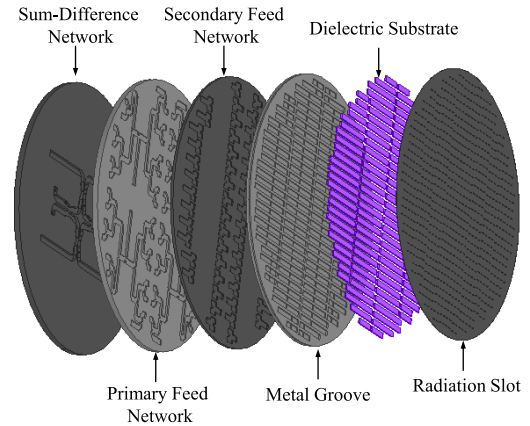 Sum-Difference
Network
Secondary Feed
Network
Dielectric Substrate
Primary Feed
Network
Metal Groove
Radiation Slot